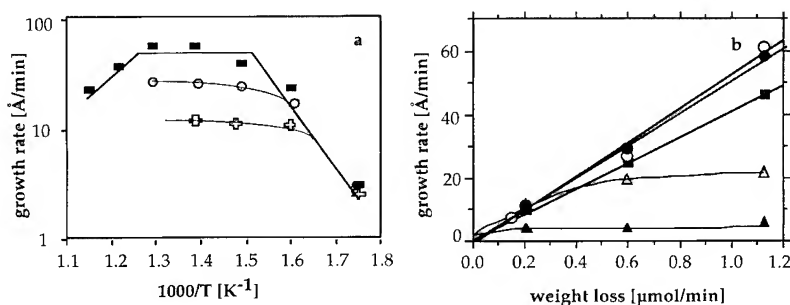 a
growth rate [Å/min]
100
10
1
1.1 1.2 1.3 1.4 1.5 1.6 1.7 1.8
1000/T [K-1]
b
growth rate [Å/min]
60
40
20
0
0.0 0.2 0.4 0.6 0.8 1.0 1.2
weight loss [µmol/min]